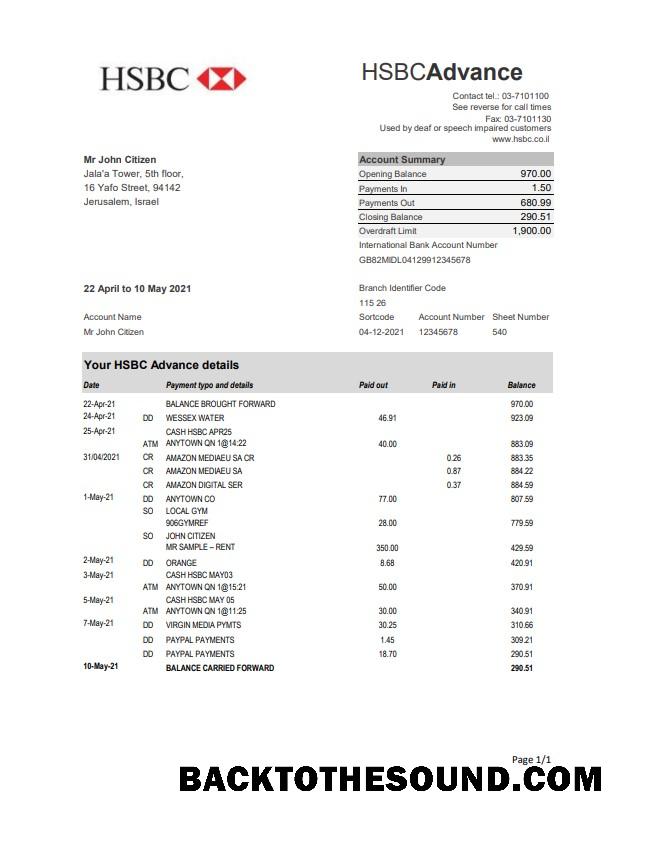 HSBC
HSBCAdvance
Contact tel.: 03-7101100
See reverse for call times
Fax: 03-7101130
Used by deaf or speech impaired customers
www.hsbc.co.il
Mr John Citizen
Jala'a Tower, 5th floor,
16 Yafo Street, 94142
Jerusalem, Israel
Account Summary
Opening Balance 970.00
Payments In 1.50
Payments Out 680.99
Closing Balance 290.51
Overdraft Limit 1,900.00
International Bank Account Number
GB82MIDL04129912345678
22 April to 10 May 2021
Branch Identifier Code
115 26
Account Name Sortcode Account Number Sheet Number
Mr John Citizen 04-12-2021 12345678 540
Your HSBC Advance details
Date Payment typo and details Paid out Paid in Balance
22-Apr-21 BALANCE BROUGHT FORWARD 970.00
24-Apr-21 DD WESSEX WATER 46.91 923.09
25-Apr-21 CASH HSBC APR25
ATM ANYTOWN QN 1@14:22 40.00 883.09
31/04/2021 CR AMAZON MEDIAEU SA CR 0.26 883.35
CR AMAZON MEDIAEU SA 0.87 884.22
CR AMAZON DIGITAL SER 0.37 884.59
1-May-21 DD ANYTOWN CO 77.00 807.59
SO LOCAL GYM
906GYMREF 28.00 779.59
SO JOHN CITIZEN
MR SAMPLE – RENT 350.00 429.59
2-May-21 DD ORANGE 8.68 420.91
3-May-21 CASH HSBC MAY03
ATM ANYTOWN QN 1@15:21 50.00 370.91
5-May-21 CASH HSBC MAY 05
ATM ANYTOWN QN 1@11:25 30.00 340.91
7-May-21 DD VIRGIN MEDIA PYMTS 30.25 310.66
DD PAYPAL PAYMENTS 1.45 309.21
DD PAYPAL PAYMENTS 18.70 290.51
10-May-21 BALANCE CARRIED FORWARD 290.51
Page 1/1
BACKTOTHESOUND.COM